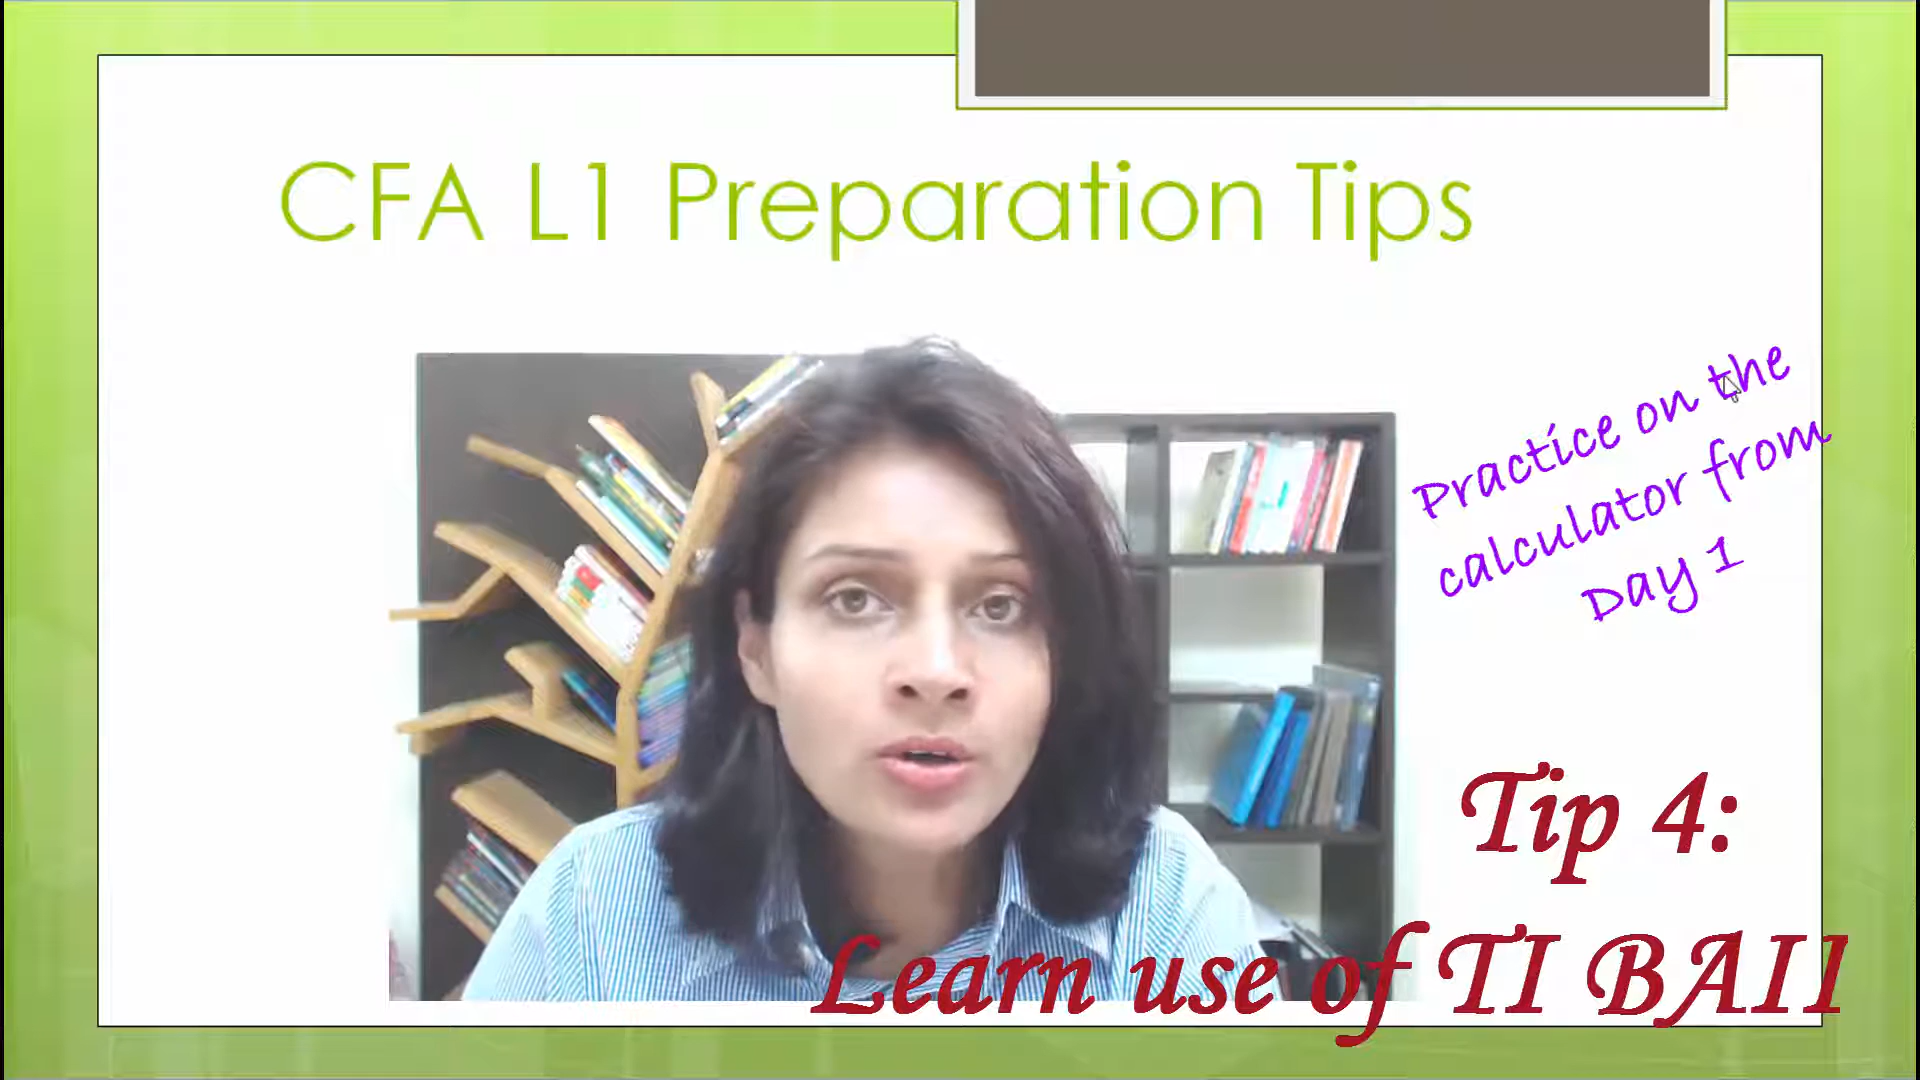 CFA L1 Preparation Tips
Practice on the
calculator from
Day 1
Tip 4:
Learn use of TI BAII